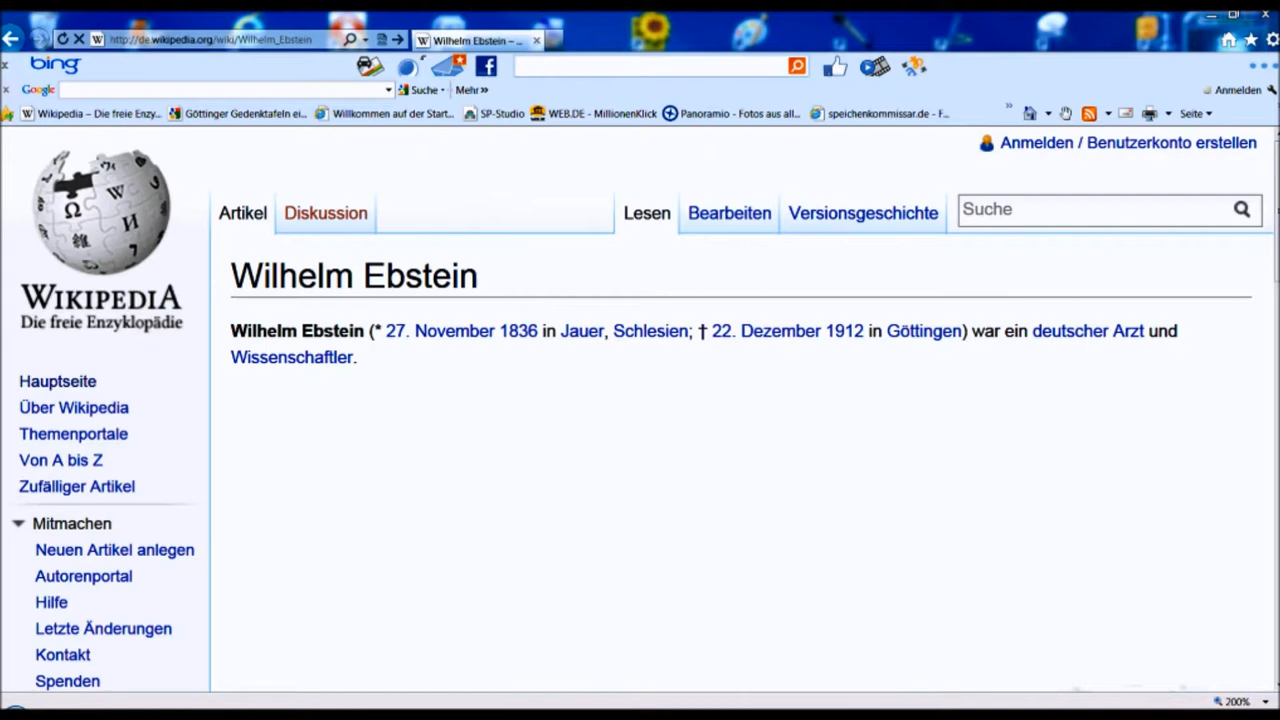 http://de.wikipedia.org/wiki/Wilhelm_Ebstein
Wilhelm Ebstein – ...
bing
Google
Suche
Mehr »
Anmelden
Wikipedia – Die freie Enzy...
Göttinger Gedenktafeln ei...
Willkommen auf der Start...
SP-Studio
WEB.DE - MillionenKlick
Panoramio - Fotos aus all...
speichenkommissar.de - F...
»
Seite
Anmelden / Benutzerkonto erstellen
Artikel
Diskussion
Lesen
Bearbeiten
Versionsgeschichte
Suche
WIKIPEDIA
Die freie Enzyklopädie
Wilhelm Ebstein
Wilhelm Ebstein (* 27. November 1836 in Jauer, Schlesien; † 22. Dezember 1912 in Göttingen) war ein deutscher Arzt und
Wissenschaftler.
Hauptseite
Über Wikipedia
Themenportale
Von A bis Z
Zufälliger Artikel
Mitmachen
Neuen Artikel anlegen
Autorenportal
Hilfe
Letzte Änderungen
Kontakt
Spenden
200%